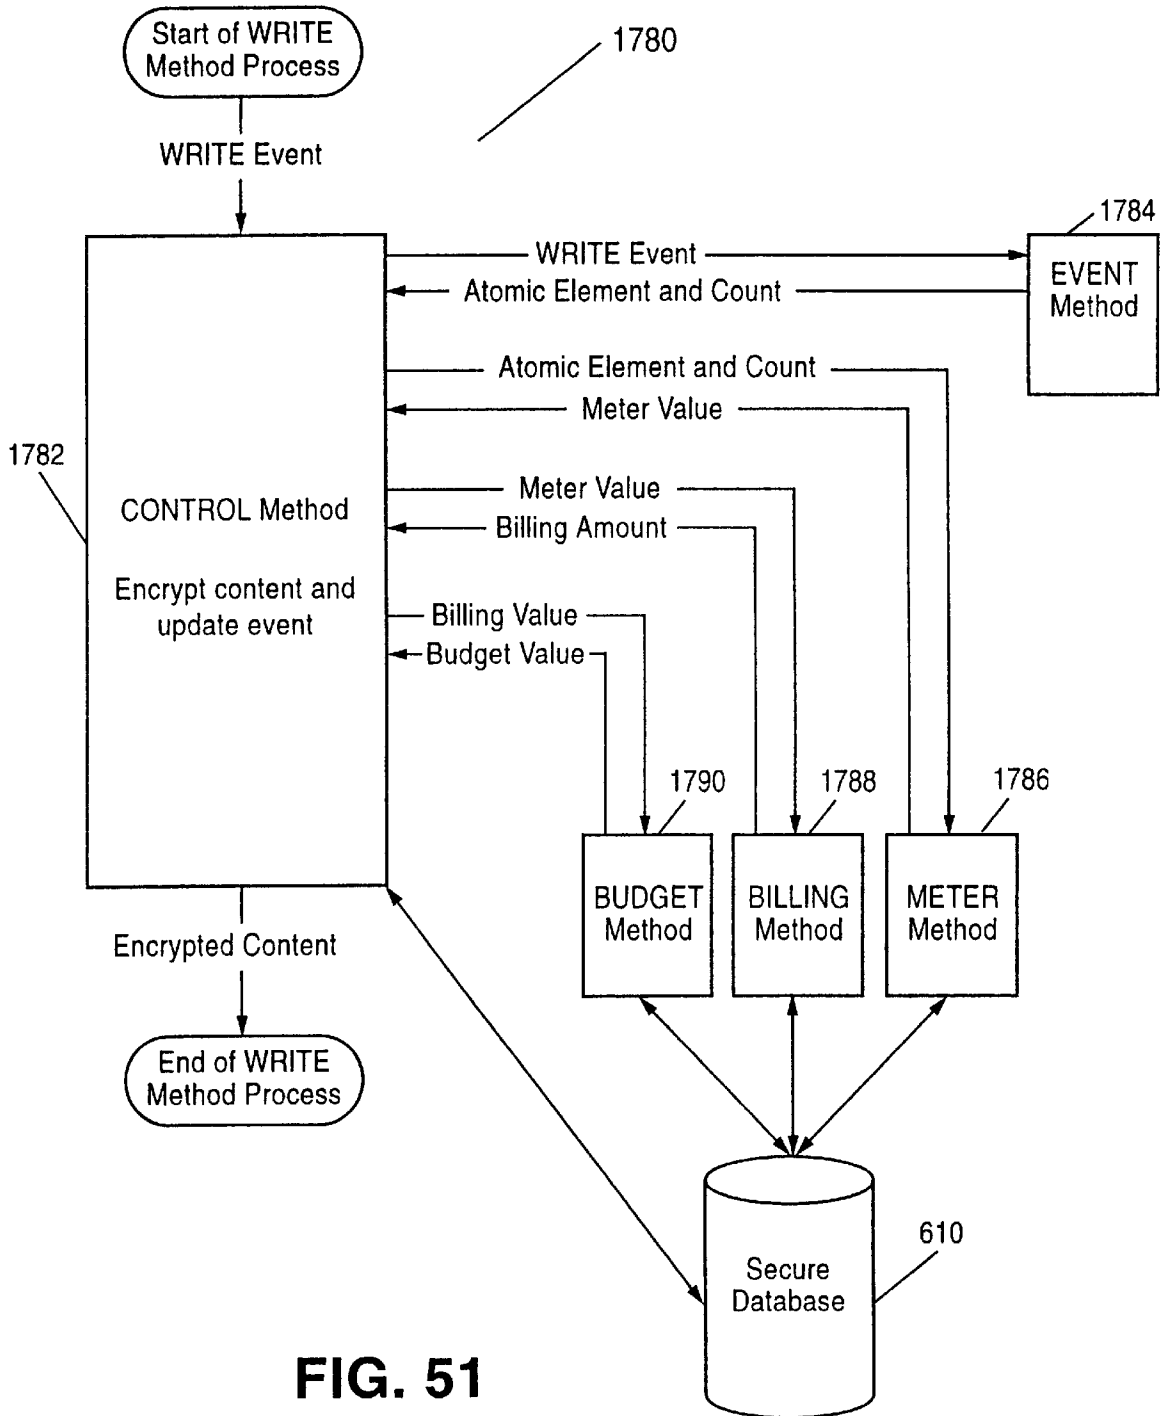 Start of WRITE
Method Process
1780
WRITE Event
1784
WRITE Event
EVENT
Method
Atomic Element and Count
Atomic Element and Count
Meter Value
1782
Meter Value
CONTROL Method
Billing Amount
Encrypt content and
update event
Billing Value
Budget Value
1790
1788
1786
BUDGET
Method
BILLING
Method
METER
Method
Encrypted Content
End of WRITE
Method Process
610
Secure
Database
FIG. 51